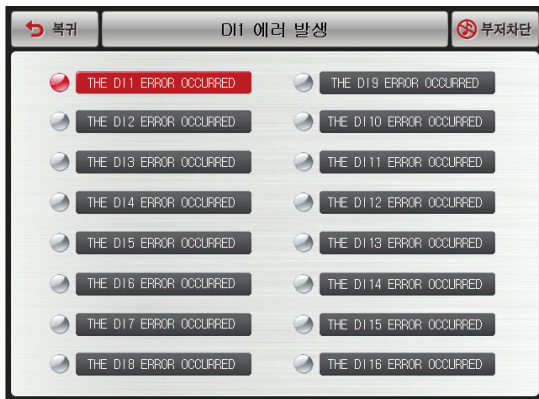 복귀
DI1 에러 발생
부저차단
THE DI1 ERROR OCCURRED
THE DI2 ERROR OCCURRED
THE DI3 ERROR OCCURRED
THE DI4 ERROR OCCURRED
THE DI5 ERROR OCCURRED
THE DI6 ERROR OCCURRED
THE DI7 ERROR OCCURRED
THE DI8 ERROR OCCURRED
THE DI9 ERROR OCCURRED
THE DI10 ERROR OCCURRED
THE DI11 ERROR OCCURRED
THE DI12 ERROR OCCURRED
THE DI13 ERROR OCCURRED
THE DI14 ERROR OCCURRED
THE DI15 ERROR OCCURRED
THE DI16 ERROR OCCURRED